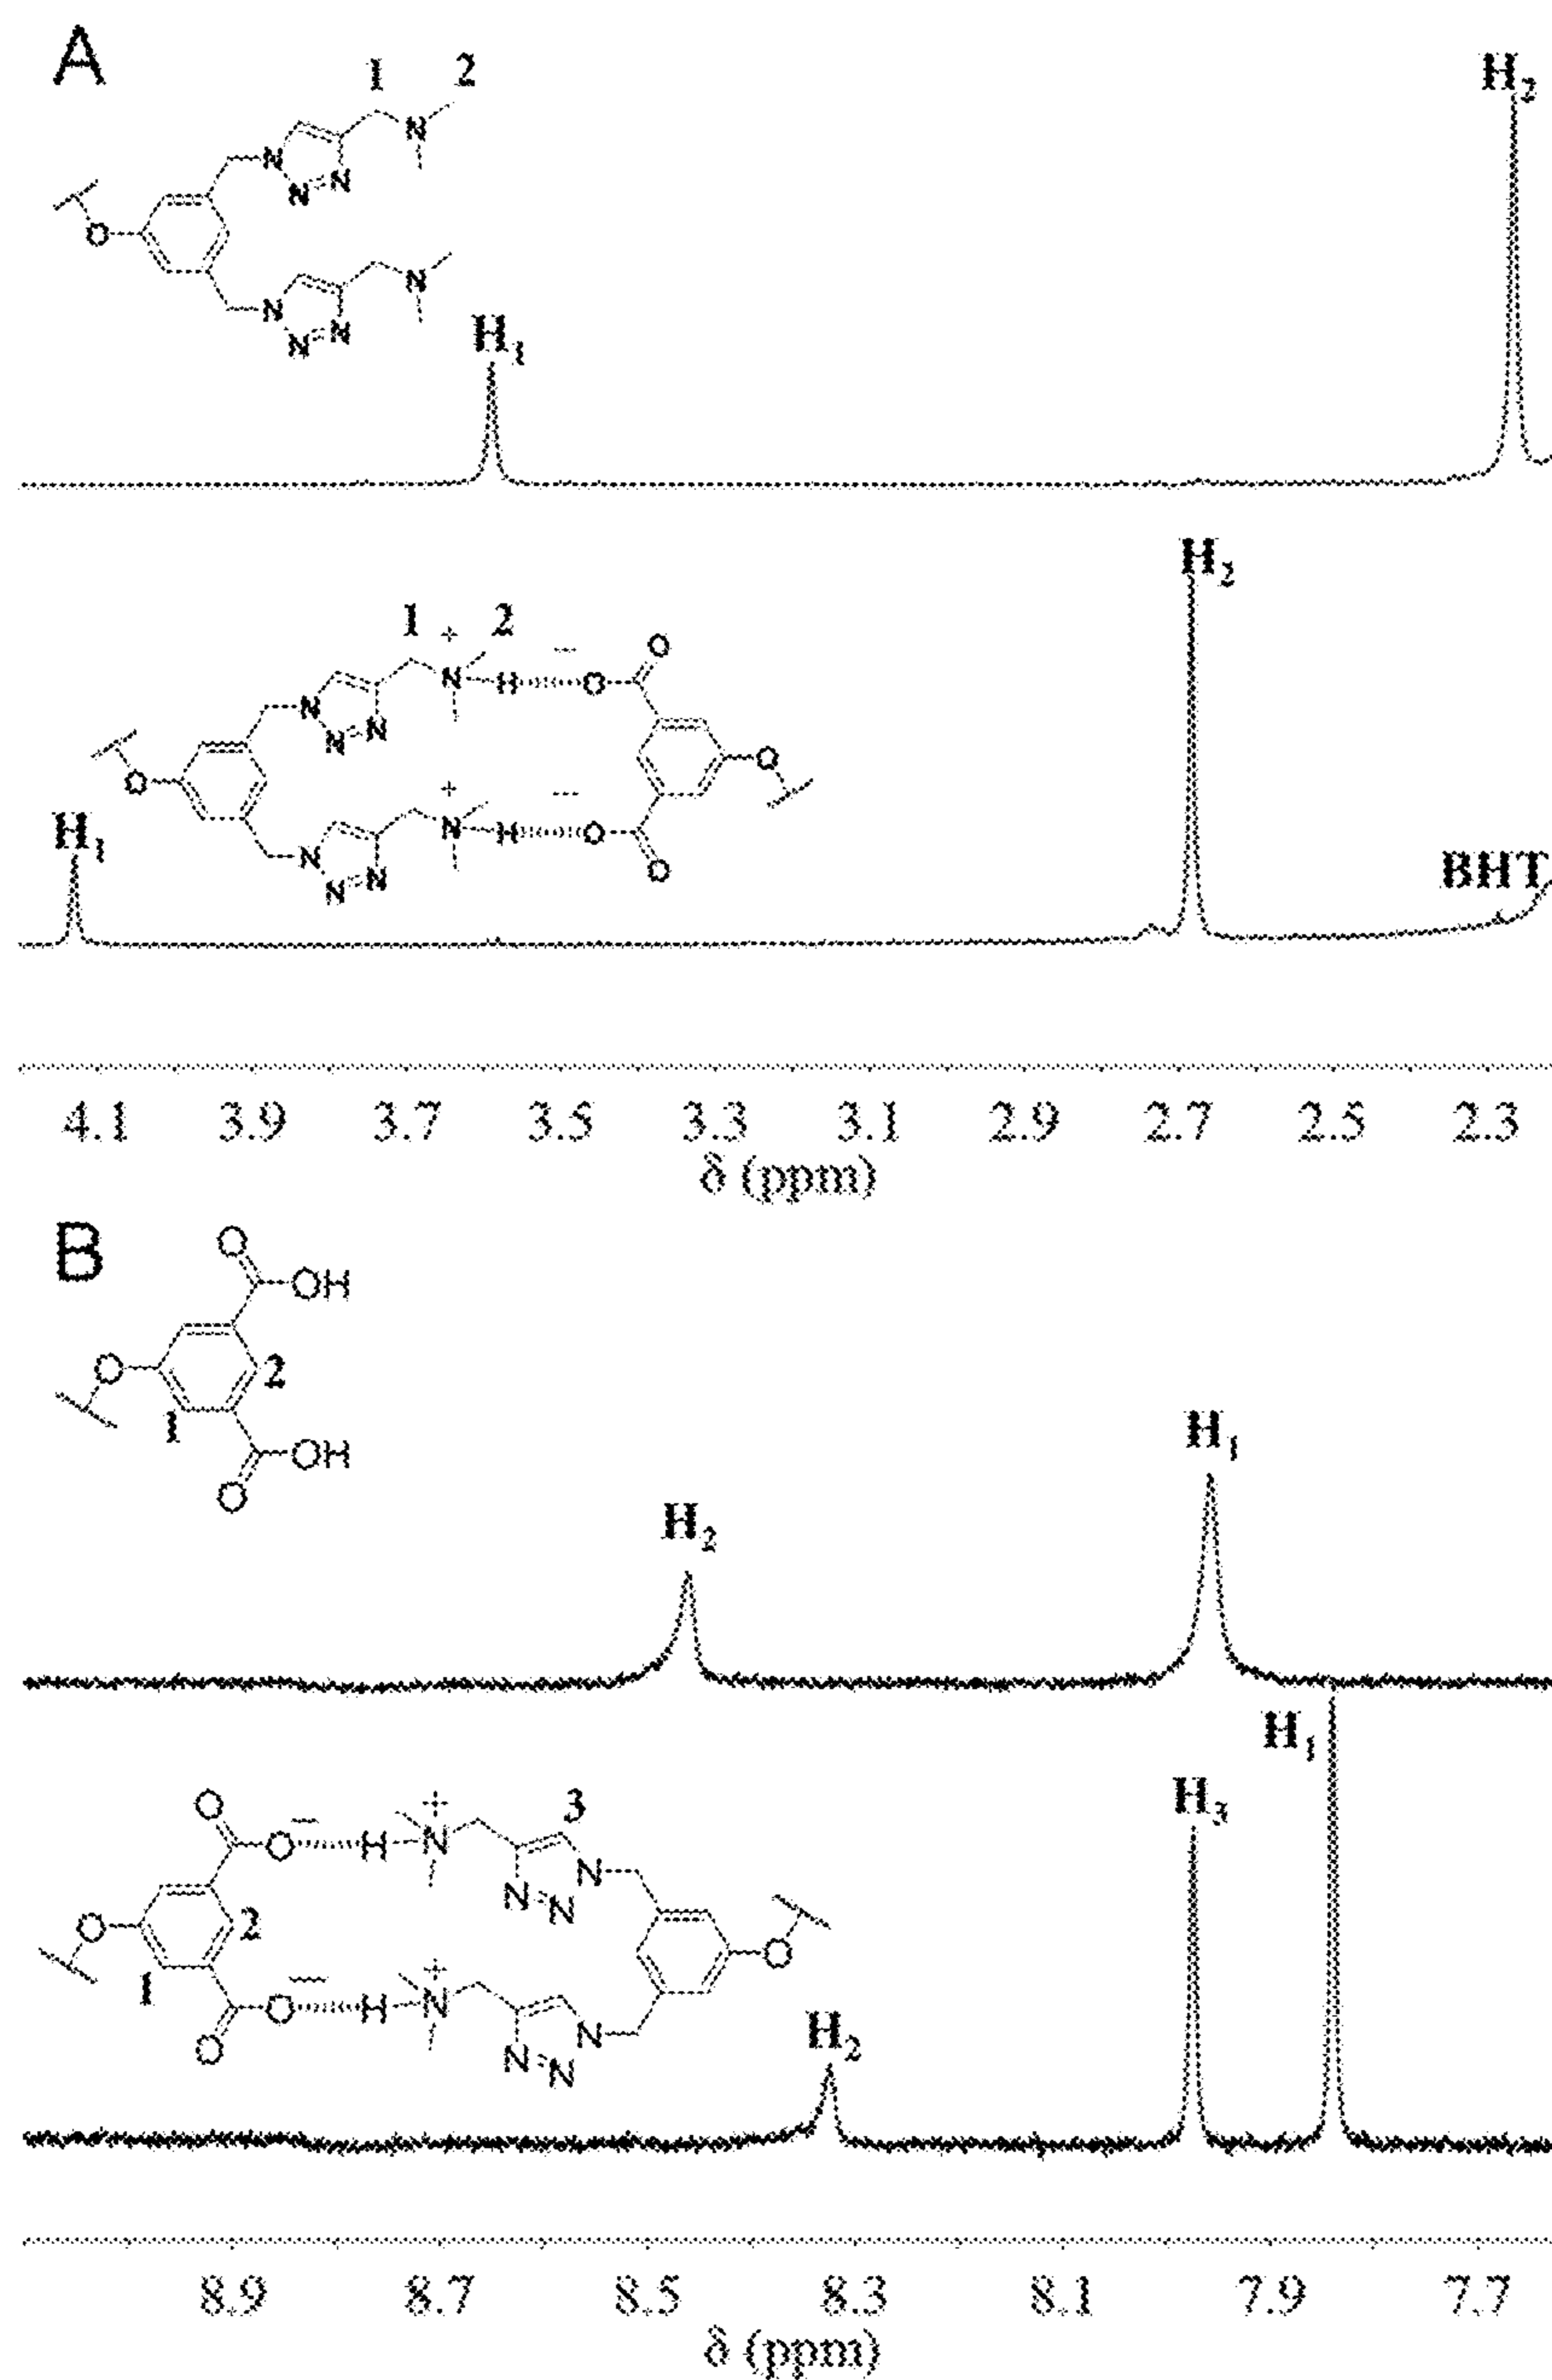 A
1 2
H₂
N
N
N=N
O
N
N
N=N
H₁
H₂
1 + 2 − O
N H O
N
N=N
O
O
+ −
N H O
H₁
N
N=N
O
BHT
4.1 3.9 3.7 3.5 3.3 3.1 2.9 2.7 2.5 2.3
δ (ppm)
B
O
OH
O
2
1
OH
O
H₂
H₁
H₁
H₃
O − + 3
O H N
N
N=N
O
2
O
1
− +
O H N
N
O
N=N
H₂
8.9 8.7 8.5 8.3 8.1 7.9 7.7
δ (ppm)